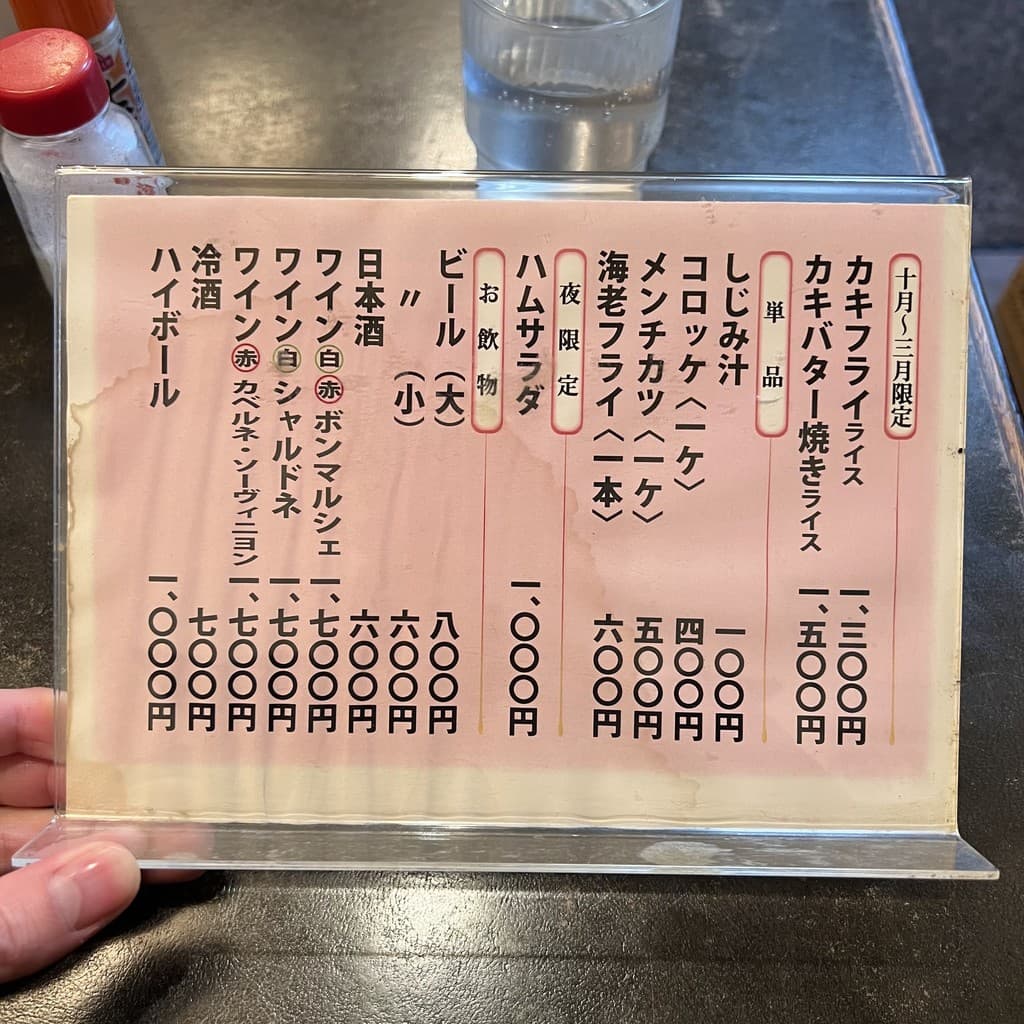 十月〜三月限定
カキフライライス 一、三〇〇円
カキバター焼きライス 一、五〇〇円
単品
しじみ汁 一〇〇円
コロッケ〈一ケ〉 四〇〇円
メンチカツ〈一ケ〉 五〇〇円
海老フライ〈一本〉 六〇〇円
夜限定
ハムサラダ 一、〇〇〇円
お飲物
ビール（大） 八〇〇円
〃（小） 六〇〇円
日本酒 六〇〇円
ワイン白赤ボンマルシェ 一、七〇〇円
ワイン白シャルドネ 一、七〇〇円
ワイン赤カベルネ・ソーヴィニヨン 一、七〇〇円
冷酒 七〇〇円
ハイボール 一、〇〇〇円